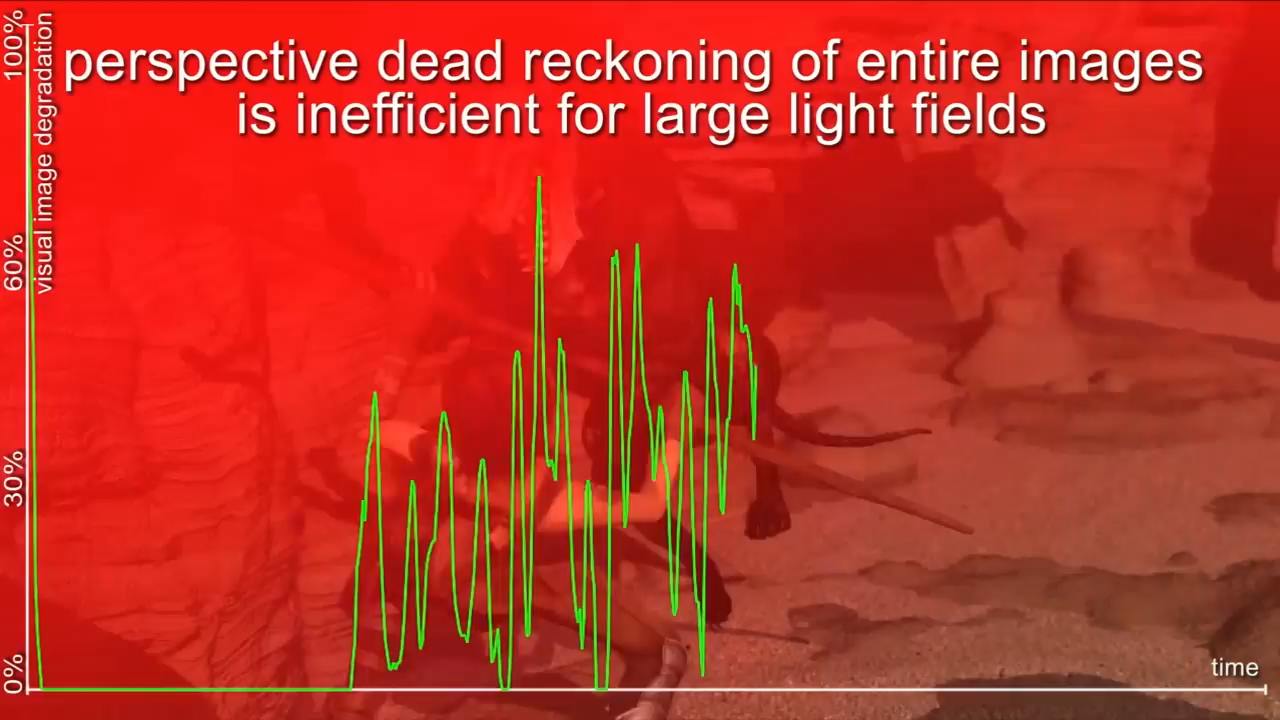 perspective dead reckoning of entire images
is inefficient for large light fields
100%
visual image degradation
60%
30%
0%
time